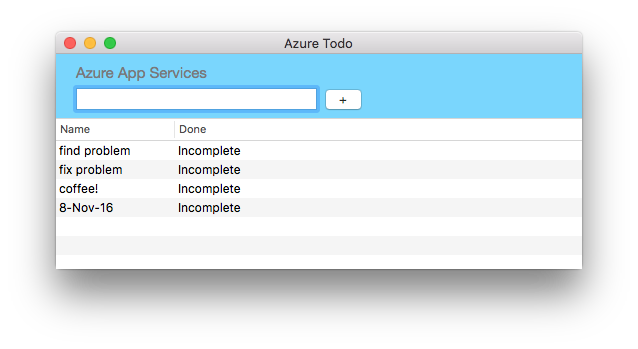 Azure Todo
Azure App Services
+
Name Done
find problem Incomplete
fix problem Incomplete
coffee! Incomplete
8-Nov-16 Incomplete